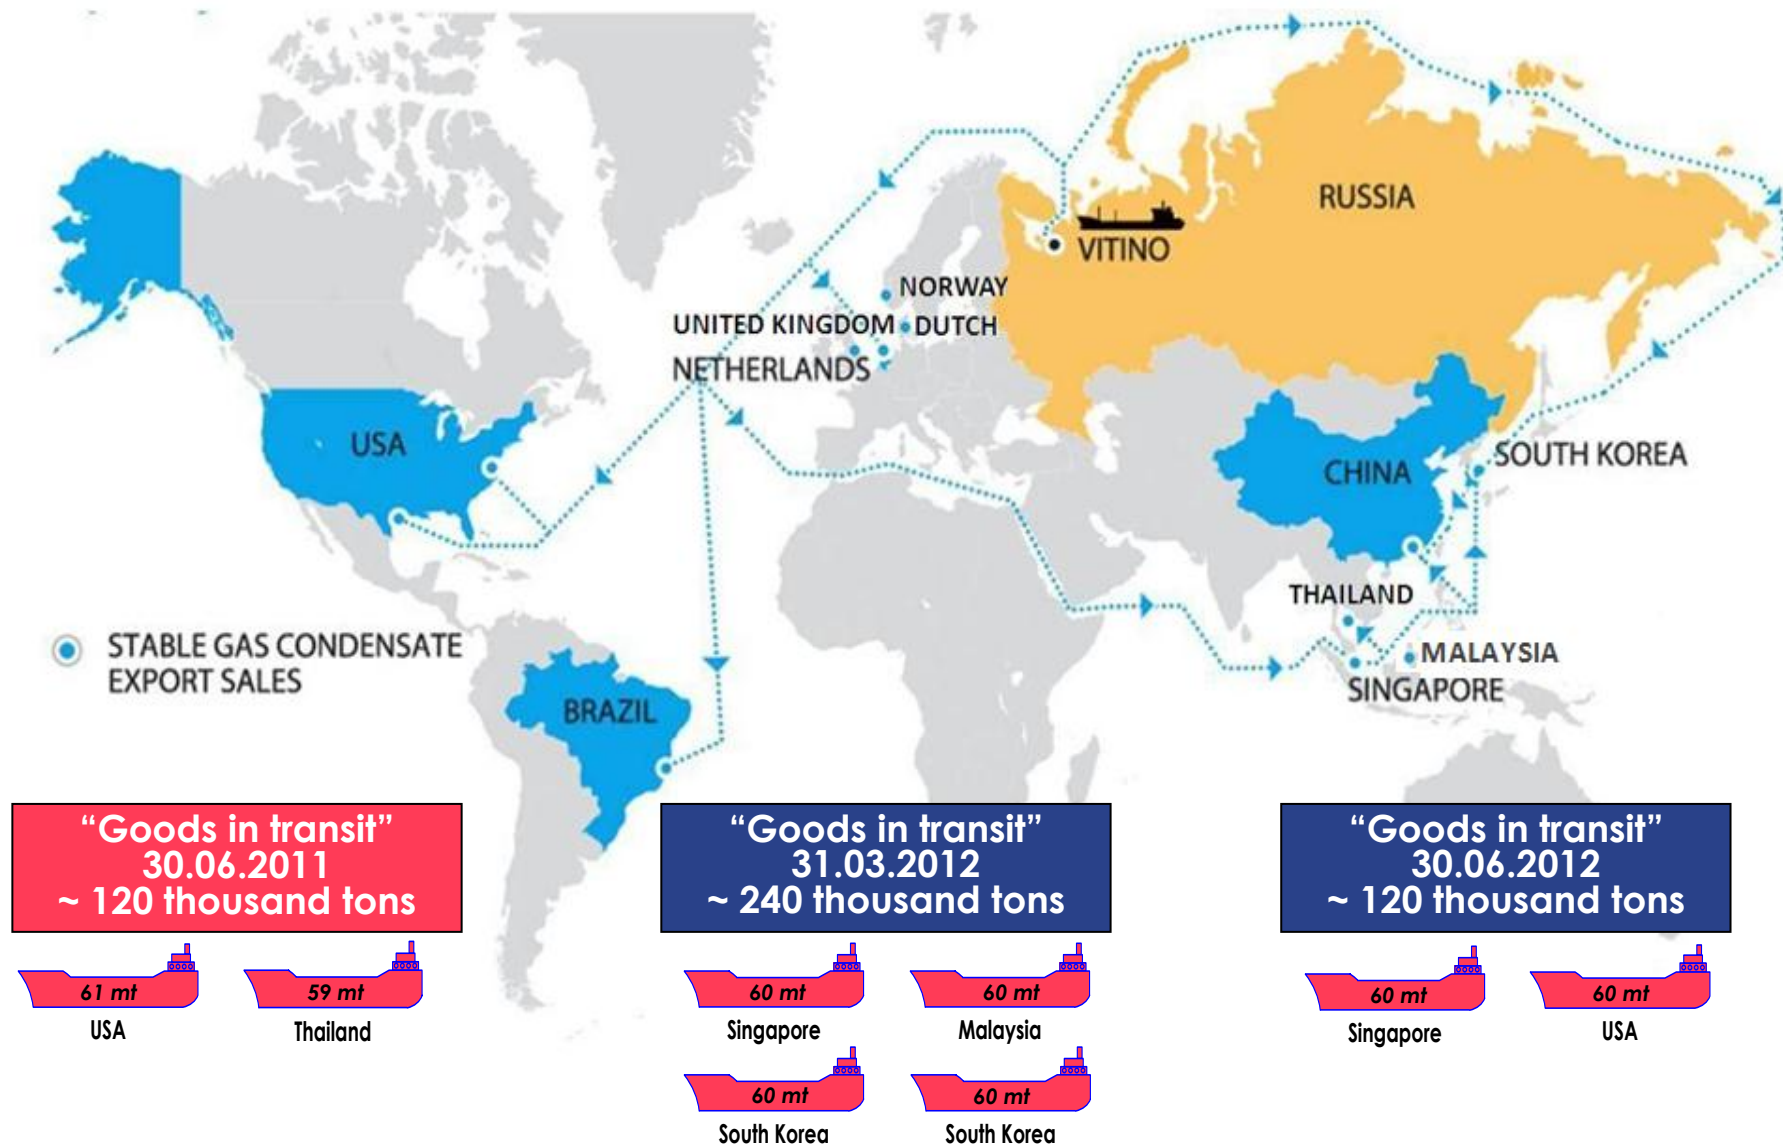 RUSSIA
VITINO
NORWAY
UNITED KINGDOM
DUTCH
NETHERLANDS
USA
CHINA
SOUTH KOREA
THAILAND
MALAYSIA
SINGAPORE
STABLE GAS CONDENSATE
EXPORT SALES
BRAZIL
“Goods in transit”
30.06.2011
~ 120 thousand tons
61 mt
USA
59 mt
Thailand
“Goods in transit”
31.03.2012
~ 240 thousand tons
60 mt
Singapore
60 mt
Malaysia
60 mt
South Korea
60 mt
South Korea
“Goods in transit”
30.06.2012
~ 120 thousand tons
60 mt
Singapore
60 mt
USA